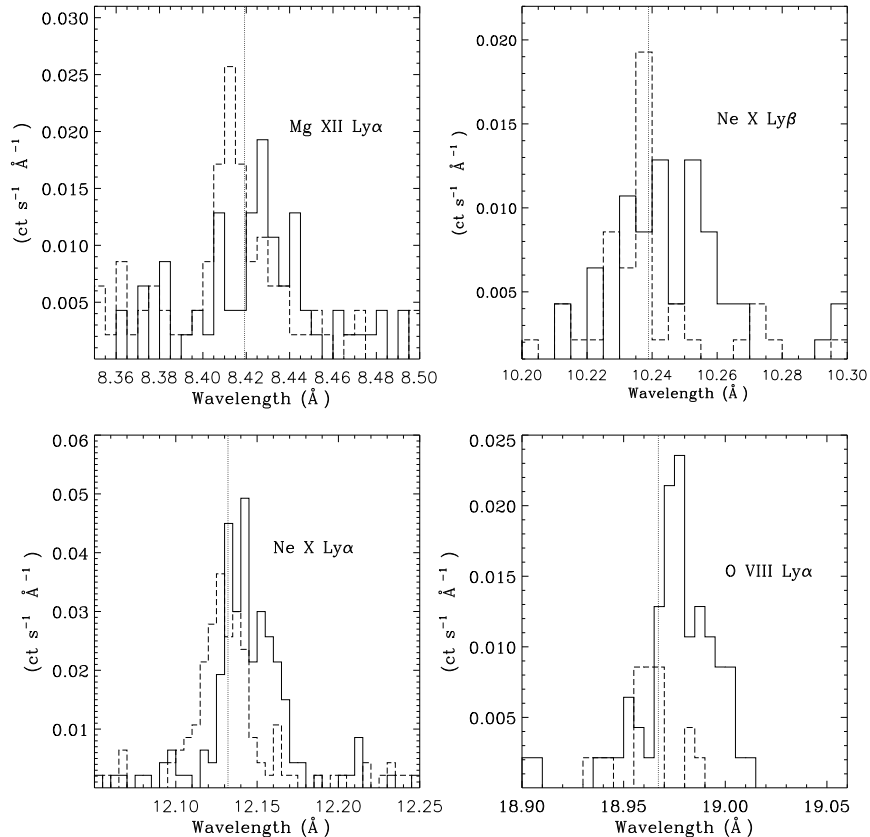 0.030
0.025
0.020
0.015
0.010
0.005
(ct s⁻¹ Å⁻¹)
Mg XII Lyα
8.36 8.38 8.40 8.42 8.44 8.46 8.48 8.50
Wavelength (Å)
0.020
0.015
0.010
0.005
(ct s⁻¹ Å⁻¹)
Ne X Lyβ
10.20 10.22 10.24 10.26 10.28 10.30
Wavelength (Å)
0.06
0.05
0.04
0.03
0.02
0.01
(ct s⁻¹ Å⁻¹)
Ne X Lyα
12.10 12.15 12.20 12.25
Wavelength (Å)
0.025
0.020
0.015
0.010
0.005
(ct s⁻¹ Å⁻¹)
O VIII Lyα
18.90 18.95 19.00 19.05
Wavelength (Å)